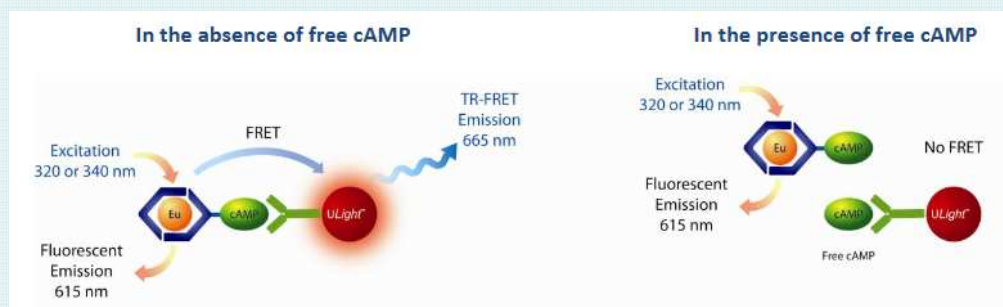 In the absence of free cAMP
Excitation
320 or 340 nm
FRET
TR-FRET
Emission
665 nm
Eu
cAMP
ULight™
Fluorescent
Emission
615 nm
In the presence of free cAMP
Excitation
320 or 340 nm
Eu
cAMP
No FRET
Fluorescent
Emission
615 nm
cAMP
ULight™
Free cAMP